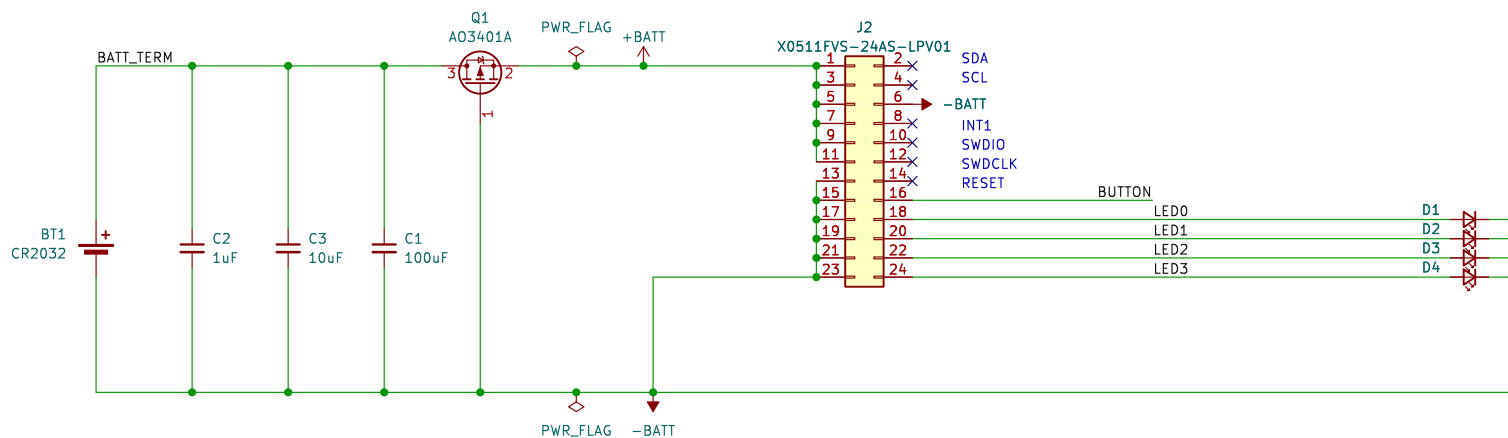 Q1
AO3401A
PWR_FLAG
+BATT
J2
X0511FVS-24AS-LPV01
BATT_TERM
3
2
1
1
2
SDA
3
4
SCL
5
6
-BATT
7
8
INT1
9
10
SWDIO
11
12
SWDCLK
13
14
RESET
15
16
BUTTON
17
18
LED0
D1
19
20
LED1
D2
21
22
LED2
D3
23
24
LED3
D4
BT1
CR2032
+
C2
1uF
C3
10uF
C1
100uF
PWR_FLAG
-BATT